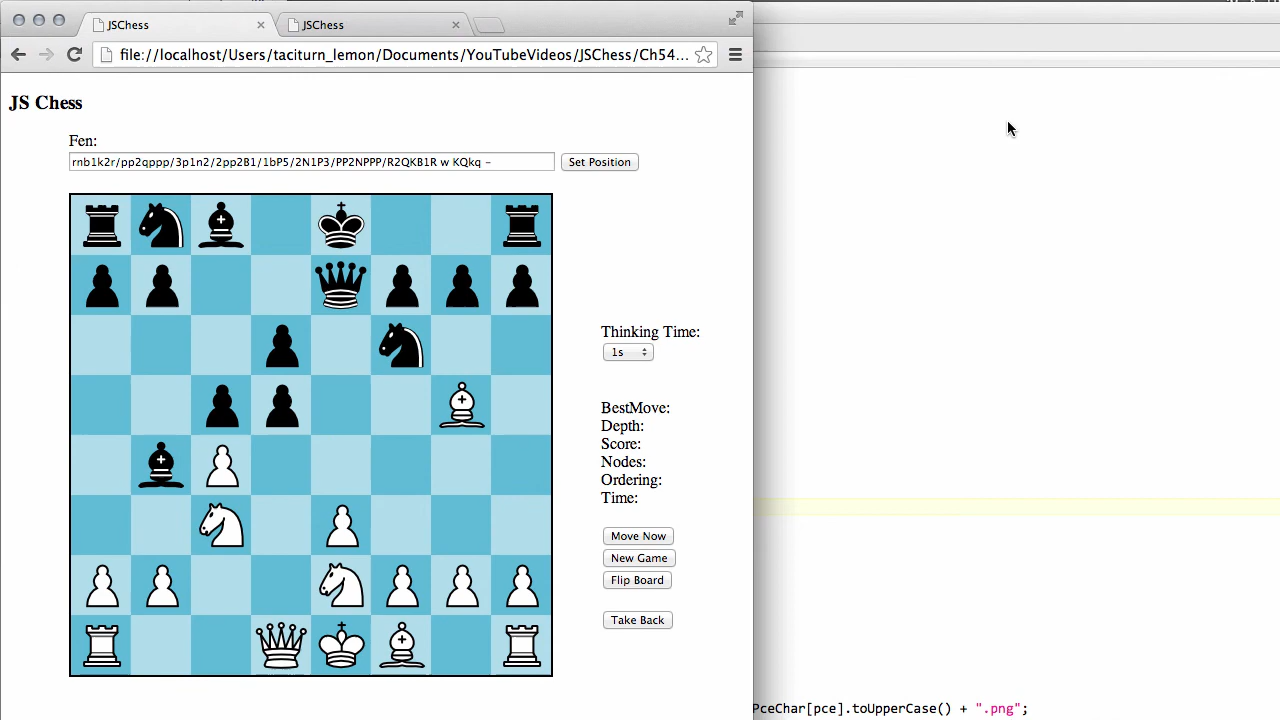 JSChess
JSChess
file://localhost/Users/taciturn_lemon/Documents/YouTubeVideos/JSChess/Ch54...
JS Chess
Fen:
rnb1k2r/pp2qppp/3p1n2/2pp2B1/1bP5/2N1P3/PP2NPPP/R2QKB1R w KQkq -
Set Position
Thinking Time:
1s
BestMove:
Depth:
Score:
Nodes:
Ordering:
Time:
Move Now
New Game
Flip Board
Take Back
PceChar[pce].toUpperCase() + ".png";